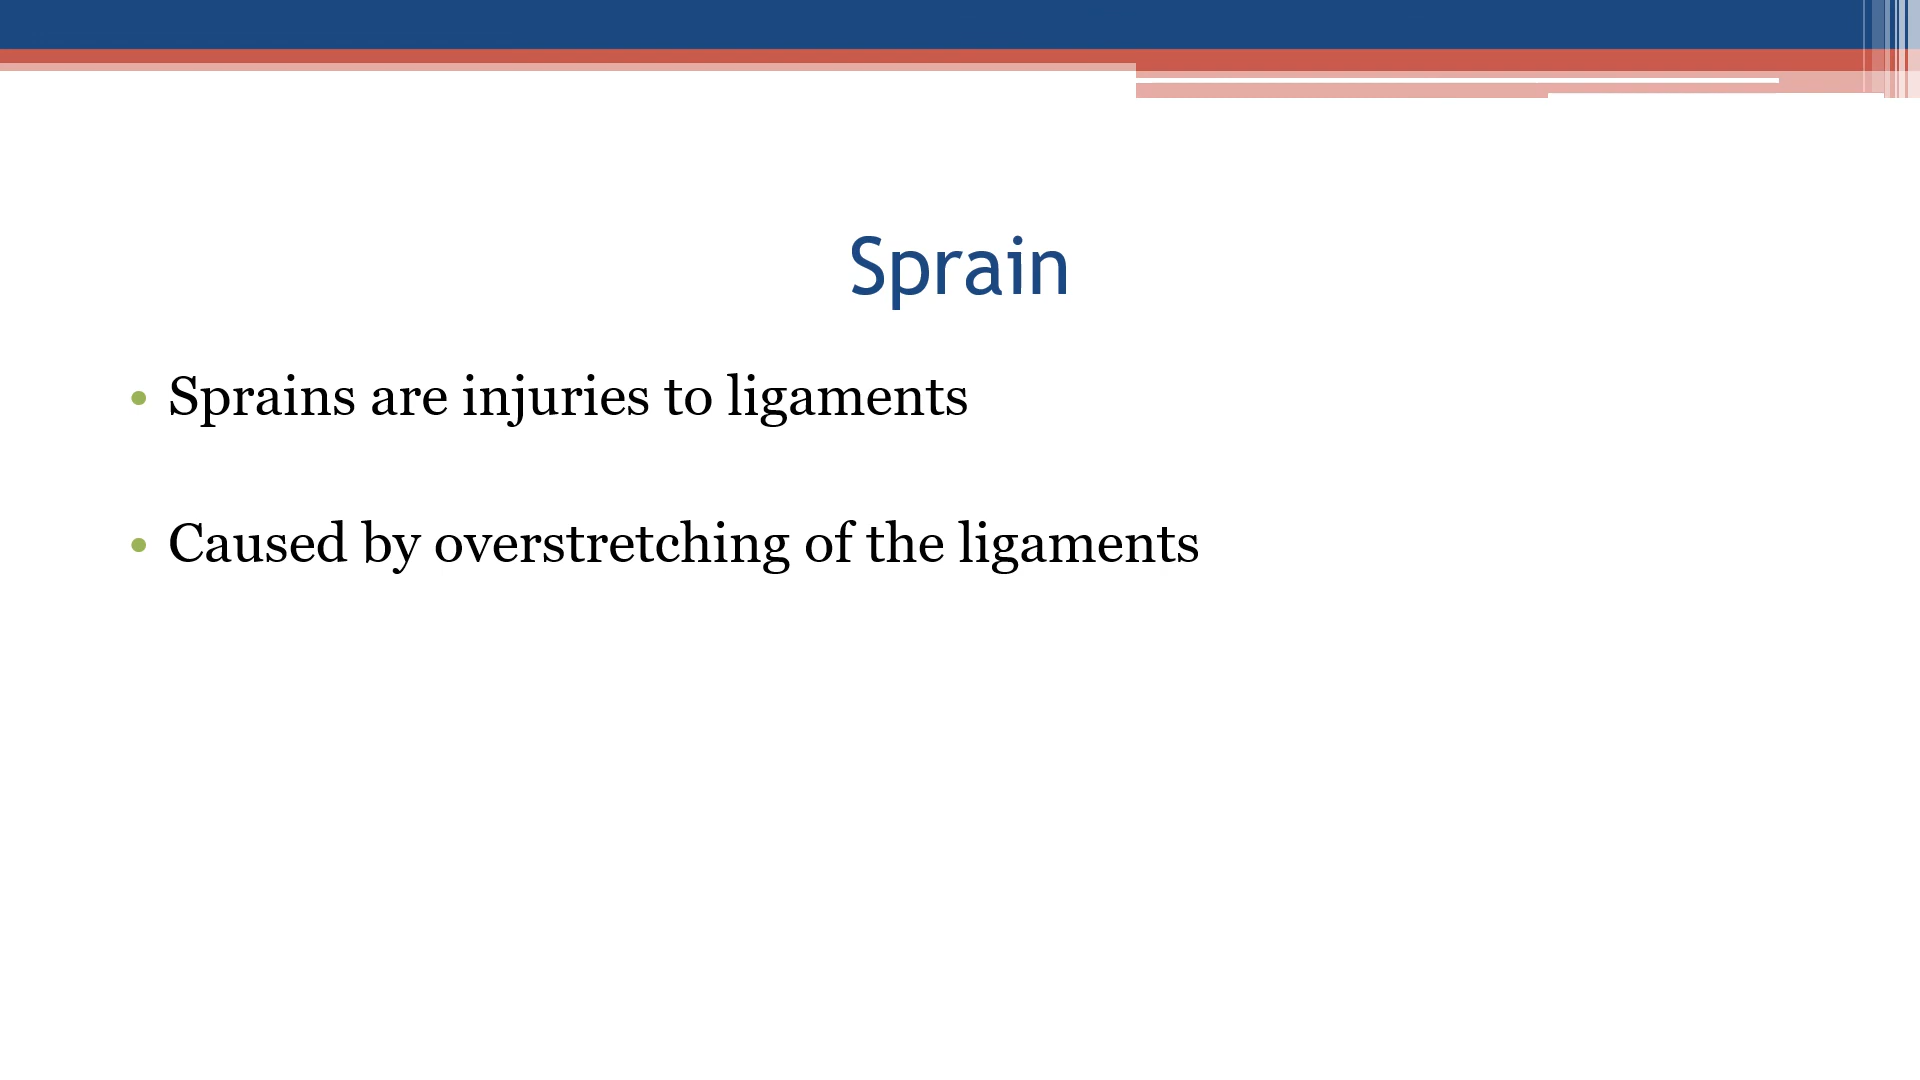 Sprain
• Sprains are injuries to ligaments
• Caused by overstretching of the ligaments